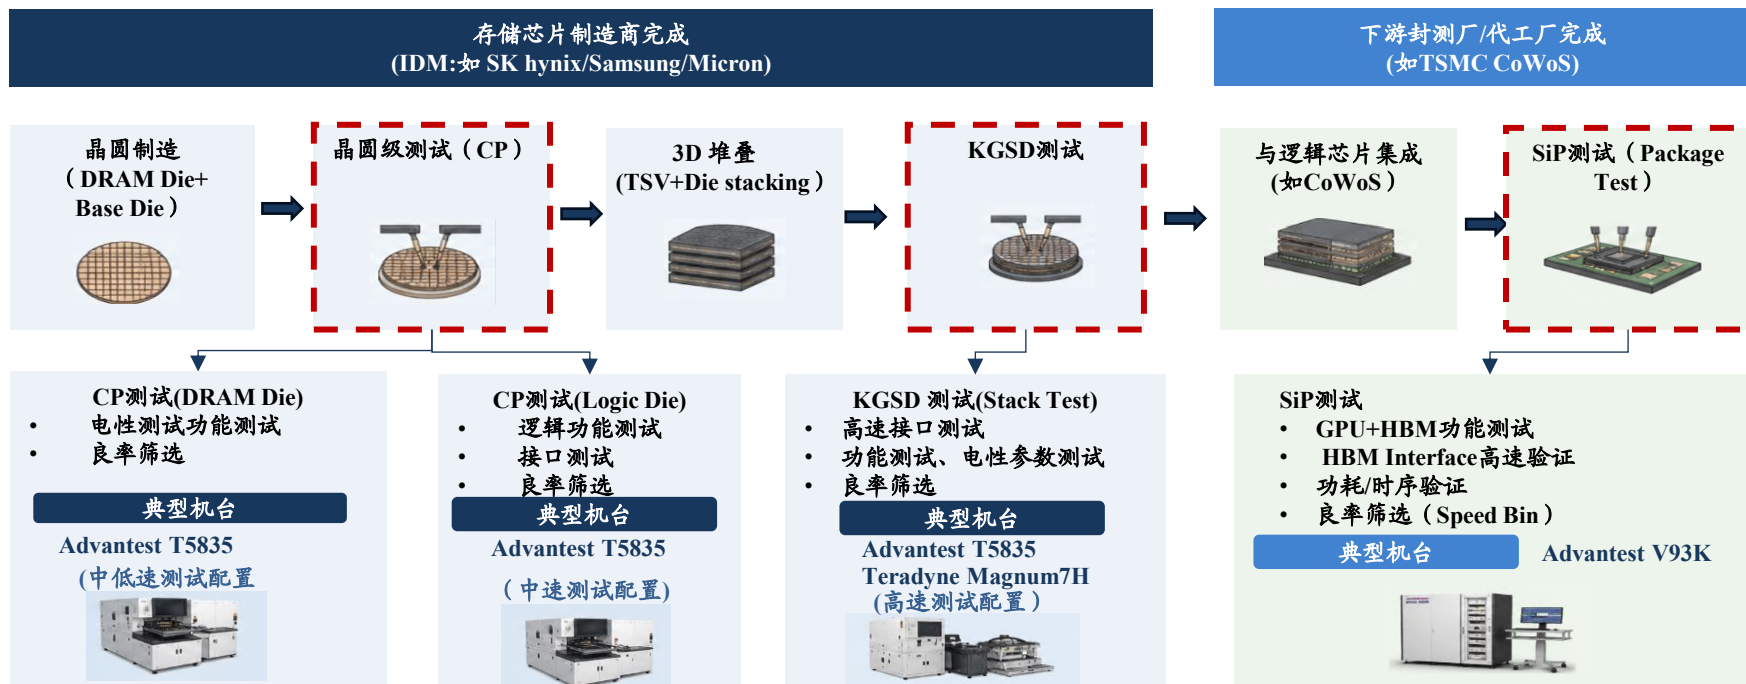 存储芯片制造商完成
(IDM:如 SK hynix/Samsung/Micron)
下游封测厂/代工厂完成
(如TSMC CoWoS)
晶圆制造
（DRAM Die+
Base Die）
晶圆级测试（CP）
3D 堆叠
(TSV+Die stacking）
KGSD测试
与逻辑芯片集成
(如CoWoS）
SiP测试（Package
Test）
CP测试(DRAM Die)
• 电性测试功能测试
• 良率筛选
典型机台
Advantest T5835
(中低速测试配置
CP测试(Logic Die)
• 逻辑功能测试
• 接口测试
• 良率筛选
典型机台
Advantest T5835
（中速测试配置)
KGSD 测试(Stack Test)
• 高速接口测试
• 功能测试、电性参数测试
• 良率筛选
典型机台
Advantest T5835
Teradyne Magnum7H
(高速测试配置）
SiP测试
• GPU+HBM功能测试
• HBM Interface高速验证
• 功耗/时序验证
• 良率筛选（Speed Bin）
典型机台
Advantest V93K